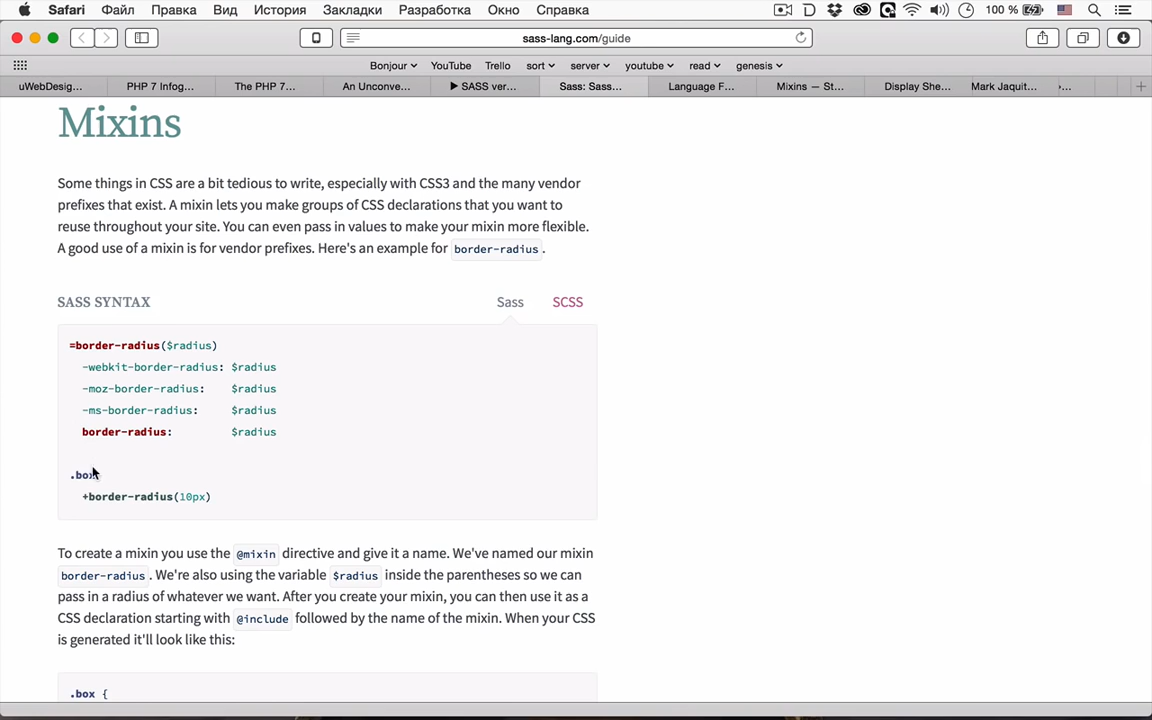 Safari Файл Правка Вид История Закладки Разработка Окно Справка 100 %
sass-lang.com/guide
Bonjour YouTube Trello sort server youtube read genesis
uWebDesig... PHP 7 Infog... The PHP 7... An Unconve... ▶ SASS ver... Sass: Sass... Language F... Mixins — St... Display She... Mark Jaquit... ›...
Mixins
Some things in CSS are a bit tedious to write, especially with CSS3 and the many vendor
prefixes that exist. A mixin lets you make groups of CSS declarations that you want to
reuse throughout your site. You can even pass in values to make your mixin more flexible.
A good use of a mixin is for vendor prefixes. Here's an example for border-radius.
SASS SYNTAX Sass SCSS
=border-radius($radius)
-webkit-border-radius: $radius
-moz-border-radius: $radius
-ms-border-radius: $radius
border-radius: $radius
.box
+border-radius(10px)
To create a mixin you use the @mixin directive and give it a name. We've named our mixin
border-radius. We're also using the variable $radius inside the parentheses so we can
pass in a radius of whatever we want. After you create your mixin, you can then use it as a
CSS declaration starting with @include followed by the name of the mixin. When your CSS
is generated it'll look like this:
.box {